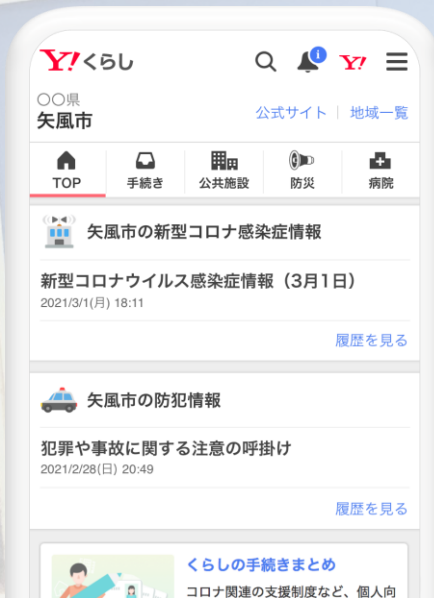 Y!くらし
i
Y!
〇〇県
矢風市
公式サイト | 地域一覧
TOP
手続き
公共施設
防災
病院
矢風市の新型コロナ感染症情報
新型コロナウイルス感染症情報（3月1日）
2021/3/1(月) 18:11
履歴を見る
矢風市の防犯情報
犯罪や事故に関する注意の呼掛け
2021/2/28(日) 20:49
履歴を見る
くらしの手続きまとめ
コロナ関連の支援制度など、個人向